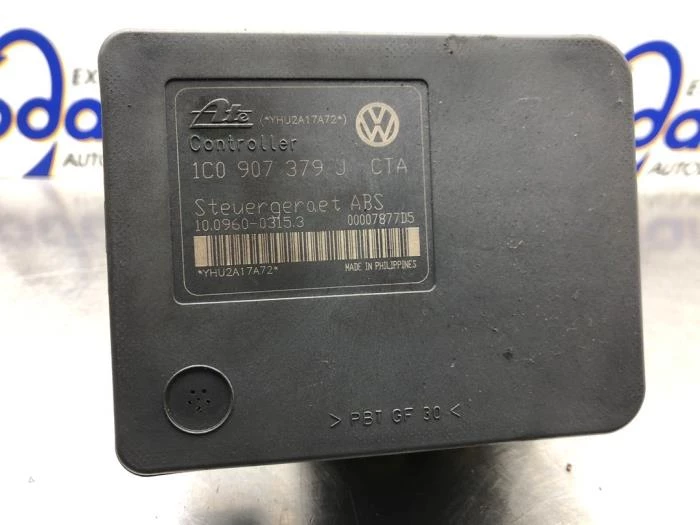 Ate (*YHU2A17A72*)
Controller
1C0 907 379 J CTA
Steuergeraet ABS
10.0960-0315.3 00007877D5
*YHU2A17A72* MADE IN PHILIPPINES
> PBT GF 30 <